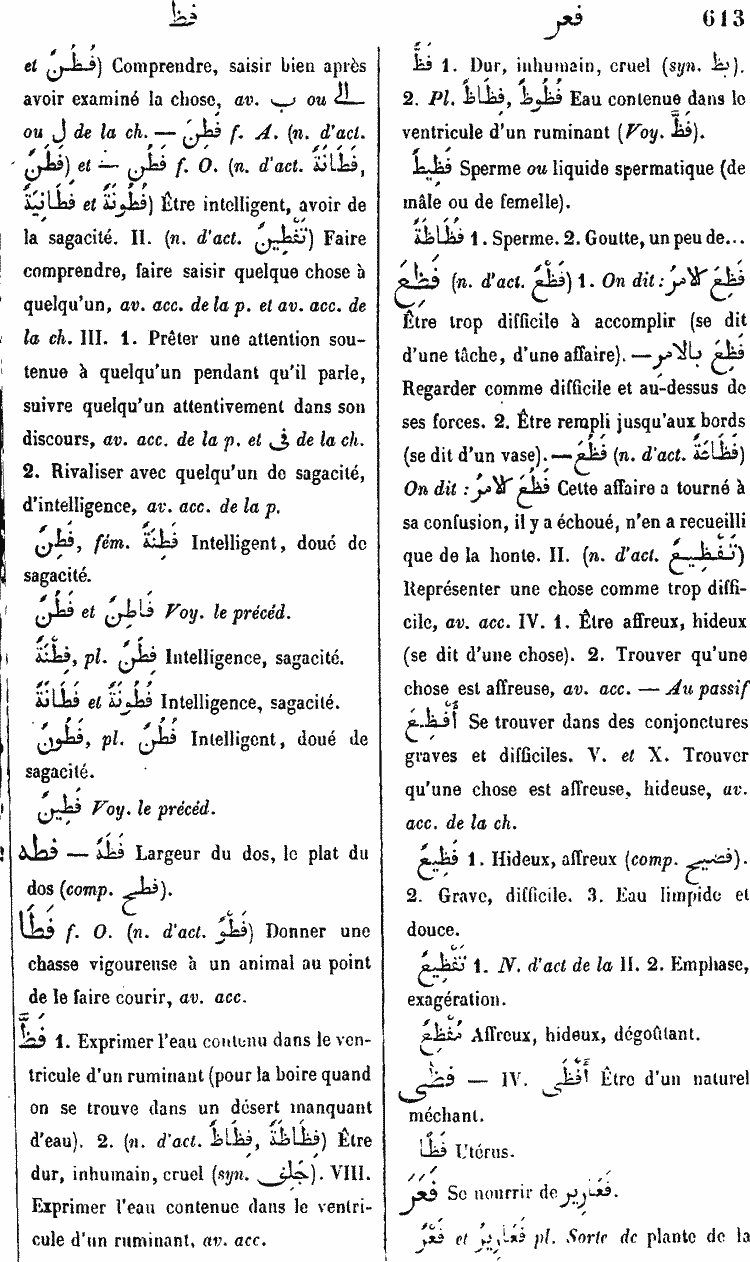 فظ
فعر
613
et فَطَنٌ) Comprendre, saisir bien après
avoir examiné la chose, av. ب ou إلى
ou ل de la ch. — فَطِنَ f. A. (n. d'act.
فَطَنٌ) et — فَطُنَ f. O. (n. d'act. فَطَانَةٌ,
فَطُونَةٌ et فَطَانِيَةٌ) Être intelligent, avoir de
la sagacité. II. (n. d'act. تَفْطِينٌ) Faire
comprendre, faire saisir quelque chose à
quelqu'un, av. acc. de la p. et av. acc. de
la ch. III. 1. Prêter une attention sou-
tenue à quelqu'un pendant qu'il parle,
suivre quelqu'un attentivement dans son
discours, av. acc. de la p. et فى de la ch.
2. Rivaliser avec quelqu'un de sagacité,
d'intelligence, av. acc. de la p.
فَطِنٌ, fém. فَطِنَةٌ Intelligent, doué de
sagacité.
فَطُنٌ et فَاطِنٌ Voy. le précéd.
فِطْنَةٌ, pl. فِطَنٌ Intelligence, sagacité.
فَطَانَةٌ et فَطُونَةٌ Intelligence, sagacité.
فَطُونٌ, pl. فُطُنٌ Intelligent, doué de
sagacité.
فَطِينٌ Voy. le précéd.
فطه — فَطَهٌ Largeur du dos, le plat du
dos (comp. فطح).
فَطَا f. O. (n. d'act. فَطْوٌ) Donner une
chasse vigoureuse à un animal au point
de le faire courir, av. acc.
فَظَّ 1. Exprimer l'eau contenu dans le ven-
tricule d'un ruminant (pour la boire quand
on se trouve dans un désert manquant
d'eau). 2. (n. d'act. فَظَاظٌ, فَظَاظَةٌ) Être
dur, inhumain, cruel (syn. جَلُفَ). VIII.
Exprimer l'eau contenue dans le ventri-
cule d'un ruminant, av. acc.
فَظٌّ 1. Dur, inhumain, cruel (syn. بظ).
2. Pl. فُظُوظٌ, فِظَاظٌ Eau contenue dans le
ventricule d'un ruminant (Voy. فَظَّ).
فَظِيظٌ Sperme ou liquide spermatique (de
mâle ou de femelle).
فُظَاظَةٌ 1. Sperme. 2. Goutte, un peu de...
فَظِعَ (n. d'act. فَظَعٌ) 1. On dit : فَظِعَ الامرُ
Être trop difficile à accomplir (se dit
d'une tâche, d'une affaire). — فَظِعَ بالامر
Regarder comme difficile et au-dessus de
ses forces. 2. Être rempli jusqu'aux bords
(se dit d'un vase). — فَظُعَ (n. d'act. فَظَاعَةٌ)
On dit : فَظُعَ الامرُ Cette affaire a tourné à
sa confusion, il y a échoué, n'en a recueilli
que de la honte. II. (n. d'act. تَفْظِيعٌ)
Représenter une chose comme trop diffi-
cile, av. acc. IV. 1. Être affreux, hideux
(se dit d'une chose). 2. Trouver qu'une
chose est affreuse, av. acc. — Au passif
أُفْظِعَ Se trouver dans des conjonctures
graves et difficiles. V. et X. Trouver
qu'une chose est affreuse, hideuse, av.
acc. de la ch.
فَظِيعٌ 1. Hideux, affreux (comp. فضيح).
2. Grave, difficile. 3. Eau limpide et
douce.
تَفْظِيعٌ 1. N. d'act de la II. 2. Emphase,
exagération.
مُفْظِعٌ Affreux, hideux, dégoûtant.
فظى — IV. أَفْظَى Être d'un naturel
méchant.
فَظًا Utérus.
فَعَرَ Se nourrir de فَعَارِير.
فُعْرٌ et فَعَارِيرُ pl. Sorte de plante de la